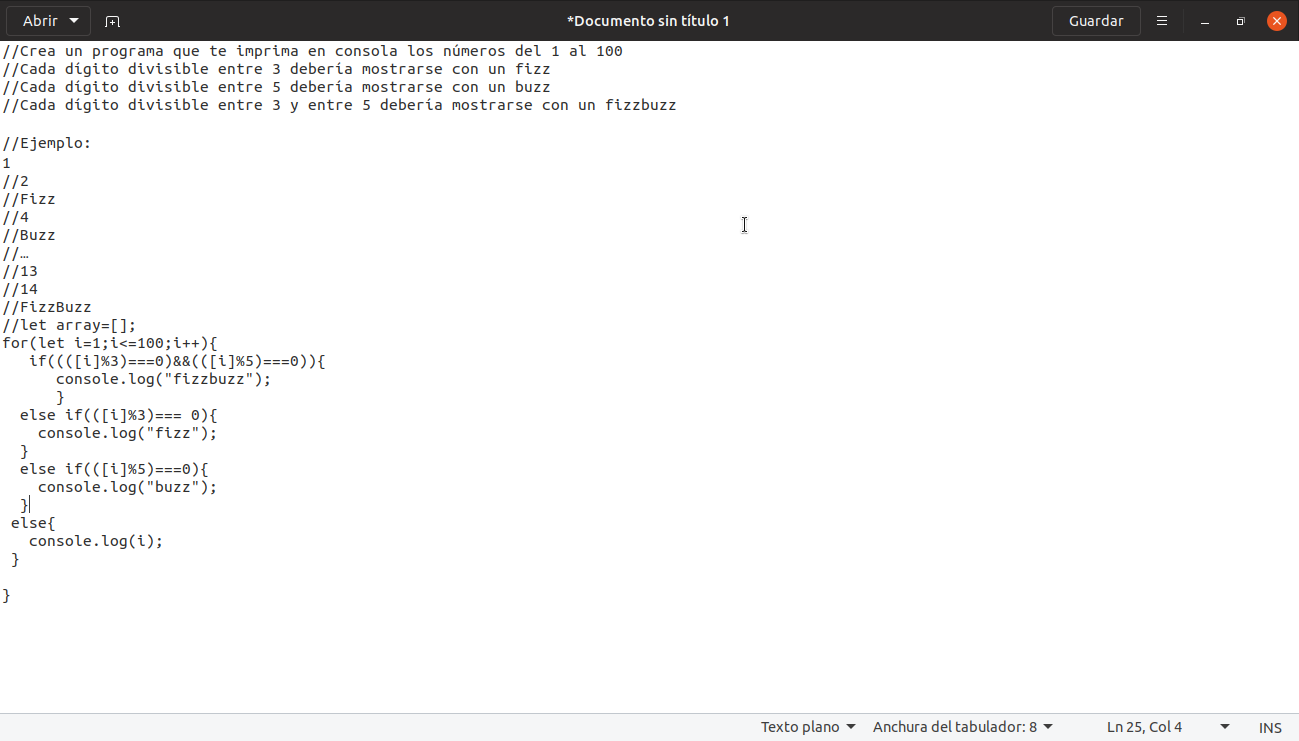 Abrir
*Documento sin título 1
Guardar
//Crea un programa que te imprima en consola los números del 1 al 100
//Cada dígito divisible entre 3 debería mostrarse con un fizz
//Cada dígito divisible entre 5 debería mostrarse con un buzz
//Cada dígito divisible entre 3 y entre 5 debería mostrarse con un fizzbuzz

//Ejemplo:
1
//2
//Fizz
//4
//Buzz
//…
//13
//14
//FizzBuzz
//let array=[];
for(let i=1;i<=100;i++){
   if((([i]%3)===0)&&(([i]%5)===0)){
      console.log("fizzbuzz");
      }
  else if(([i]%3)=== 0){
    console.log("fizz");
  }
  else if(([i]%5)===0){
    console.log("buzz");
  }
 else{
   console.log(i);
 }

}
Texto plano
Anchura del tabulador: 8
Ln 25, Col 4
INS